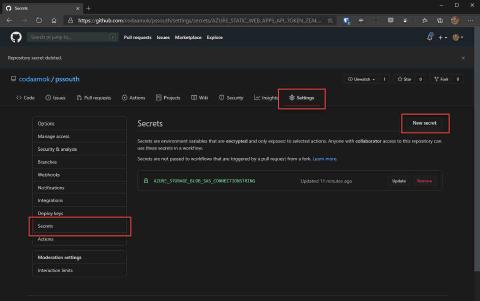 Secrets
https://github.com/codaamok/pssouth/settings/secrets/AZURE_STATIC_WEB_APPS_API_TOKEN_ZEAL...
Search or jump to...
Pull requests Issues Marketplace Explore
Repository secret deleted.
codaamok / pssouth
Unwatch 1 Star 0 Fork 0
Code Issues Pull requests Actions Projects Wiki Security Insights Settings
Options
Manage access
Security & analysis
Branches
Webhooks
Notifications
Integrations
Deploy keys
Secrets
Actions
Moderation settings
Interaction limits
Secrets
New secret
Secrets are environment variables that are encrypted and only exposed to selected actions. Anyone with collaborator access to this repository can
use these secrets in a workflow.
Secrets are not passed to workflows that are triggered by a pull request from a fork. Learn more.
AZURE_STORAGE_BLOB_SAS_CONNECTIONSTRING
Updated 11 minutes ago
Update
Remove